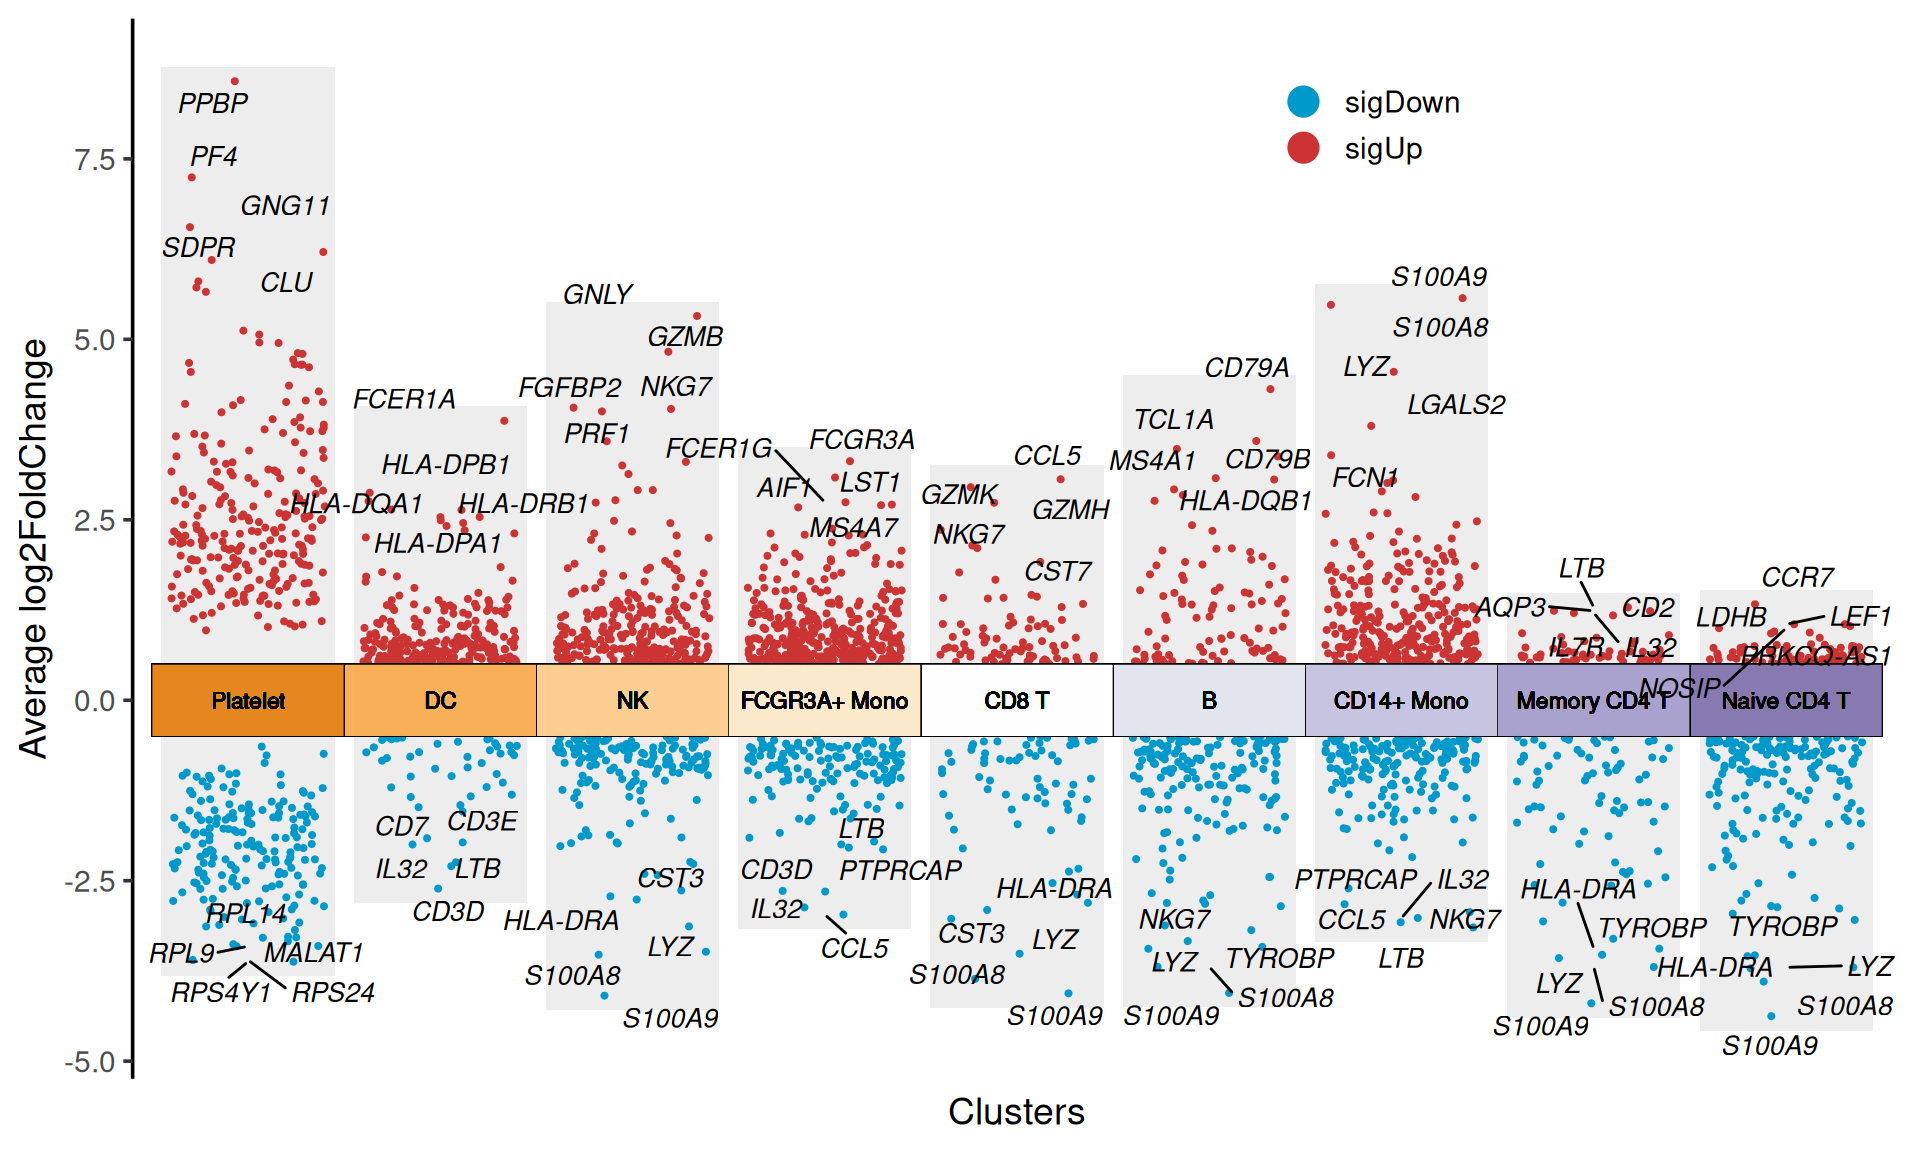 sigDown
sigUp
Average log2FoldChange
7.5
5.0
2.5
0.0
-2.5
-5.0
PPBP
PF4
GNG11
SDPR
CLU
FCER1A
HLA-DPB1
HLA-DQA1
HLA-DRB1
HLA-DPA1
GNLY
GZMB
FGFBP2
NKG7
PRF1
FCER1G
FCGR3A
AIF1
LST1
MS4A7
CCL5
GZMK
GZMH
NKG7
CST7
CD79A
TCL1A
MS4A1
CD79B
HLA-DQB1
S100A9
S100A8
LYZ
LGALS2
FCN1
LTB
AQP3
CD2
IL7R
IL32
CCR7
LDHB
LEF1
PRKCQ-AS1
NOSIP
Platelet
DC
NK
FCGR3A+ Mono
CD8 T
B
CD14+ Mono
Memory CD4 T
Naive CD4 T
RPL14
RPL9
MALAT1
RPS4Y1
RPS24
CD7
CD3E
IL32
LTB
CD3D
CST3
HLA-DRA
LYZ
S100A8
S100A9
LTB
CD3D
PTPRCAP
IL32
CCL5
HLA-DRA
CST3
LYZ
S100A8
S100A9
NKG7
LYZ
TYROBP
S100A8
S100A9
PTPRCAP
IL32
CCL5
NKG7
LTB
HLA-DRA
TYROBP
LYZ
S100A8
S100A9
TYROBP
HLA-DRA
LYZ
S100A8
S100A9
Clusters